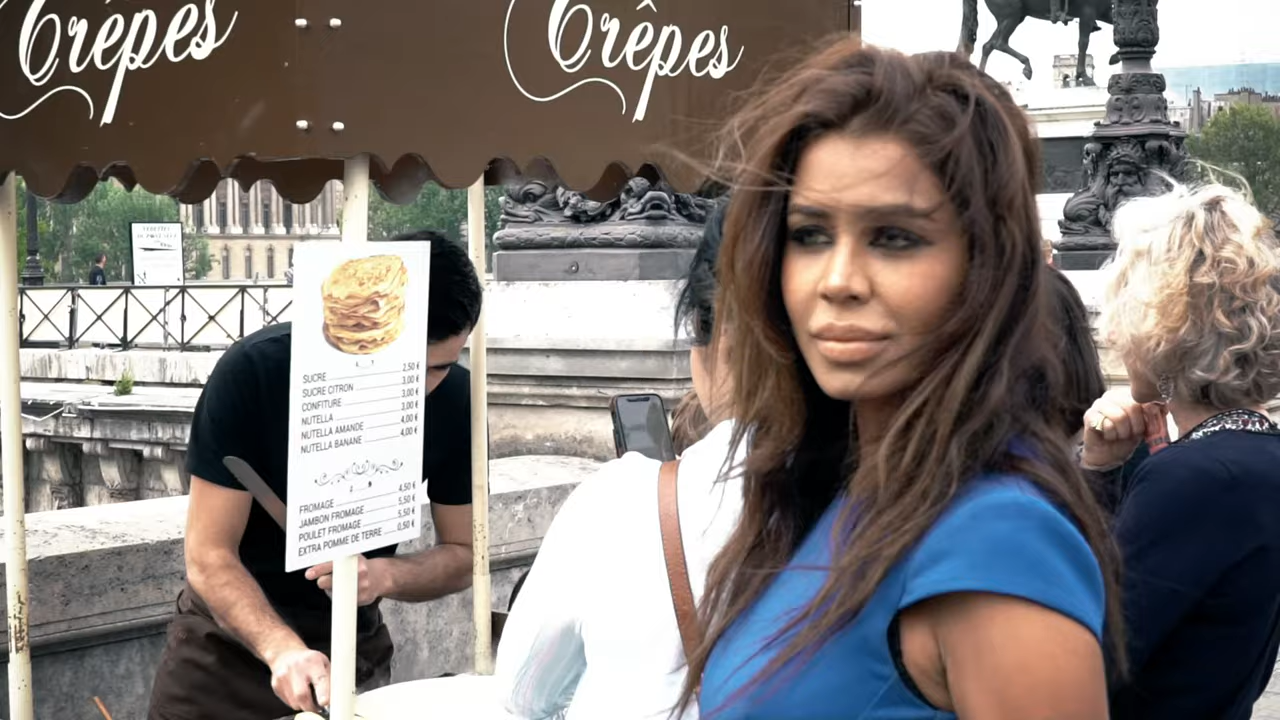 Crêpes
Crêpes
SUCRE 2,50 €
SUCRE CITRON 3,00 €
CONFITURE 3,00 €
NUTELLA 3,00 €
NUTELLA AMANDE 4,00 €
NUTELLA BANANE 4,00 €
FROMAGE 4,50 €
JAMBON FROMAGE 5,50 €
POULET FROMAGE 5,50 €
EXTRA POMME DE TERRE 0,50 €